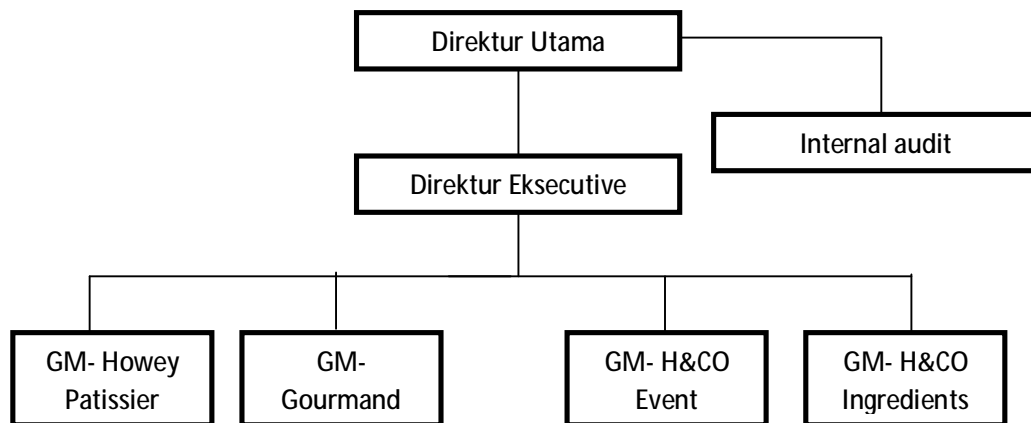 Direktur Utama
Internal audit
Direktur Eksecutive
GM- Howey
Patissier
GM-
Gourmand
GM- H&CO
Event
GM- H&CO
Ingredients